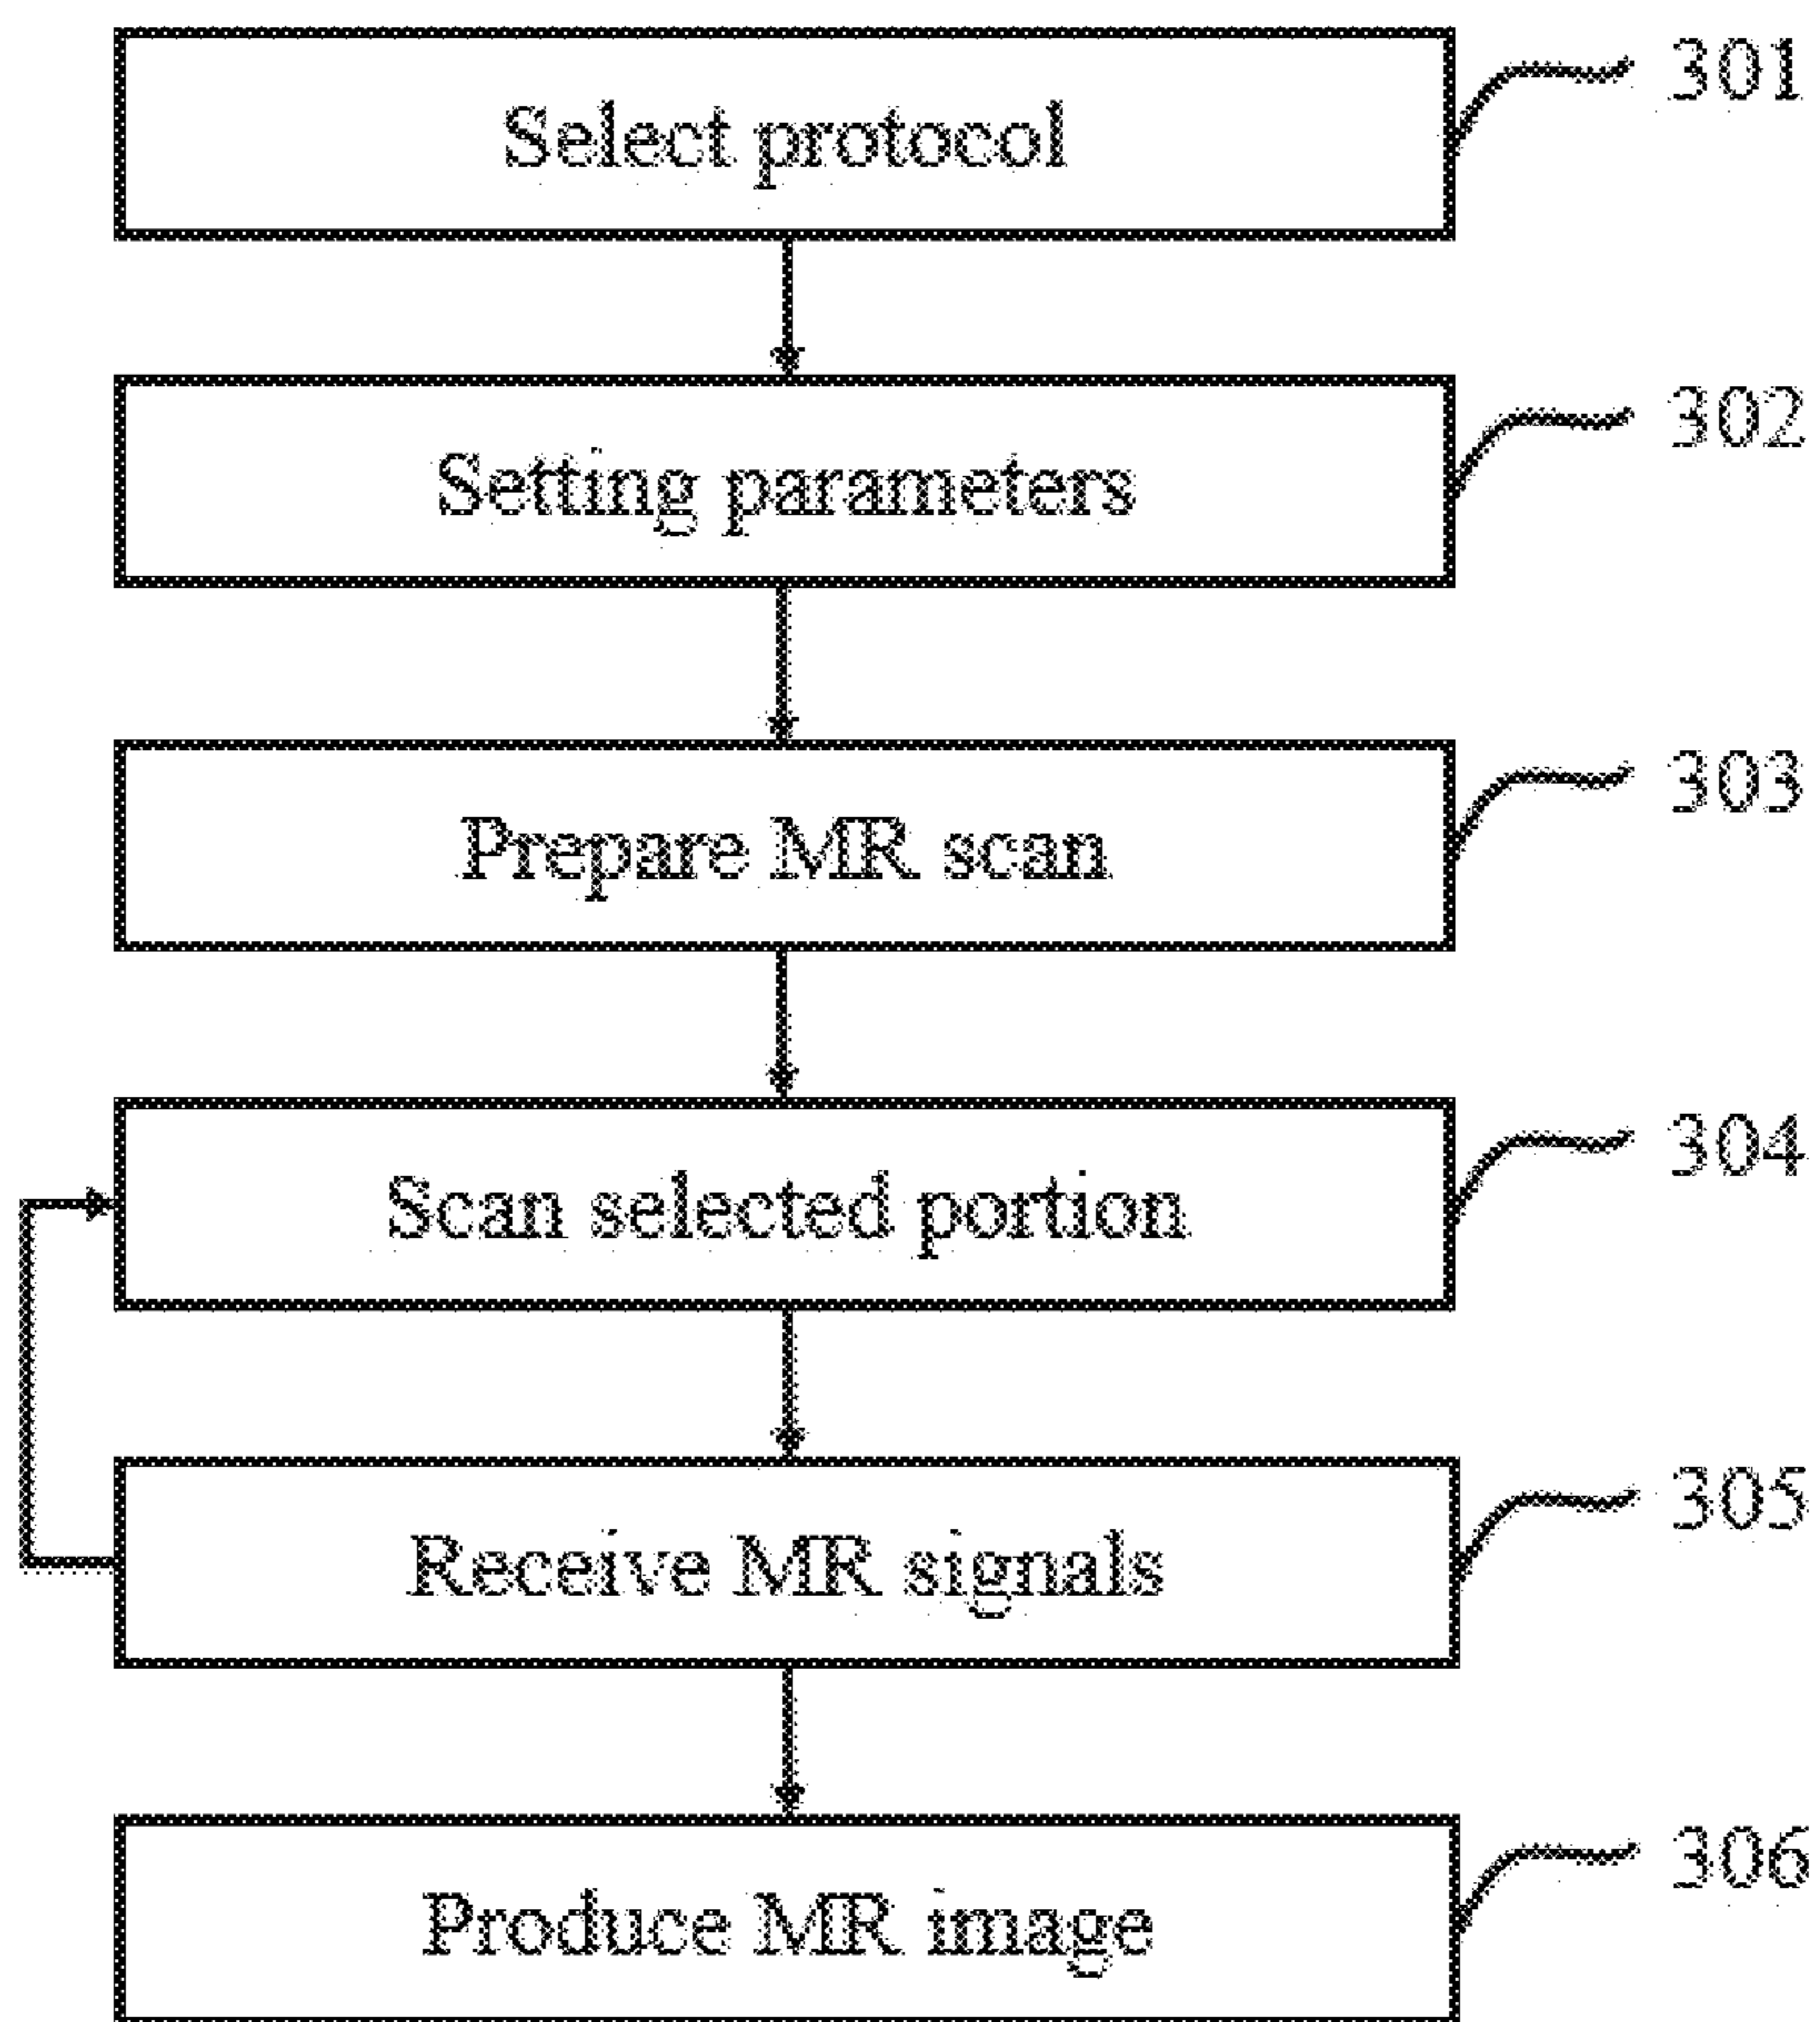 Select protocol 301
Setting parameters 302
Prepare MR scan 303
Scan selected portion 304
Receive MR signals 305
Produce MR image 306